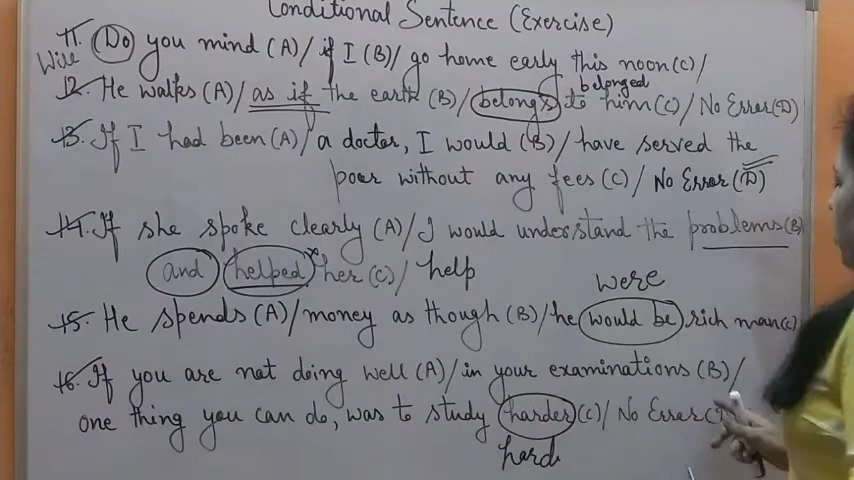 Conditional Sentence (Exercise)
11. Do you mind (A)/ if I (B)/ go home early this noon (C)/
Will
belonged
12. He walks (A)/ as if the earth (B)/ belongs to him (C)/ No Error (D)
13. If I had been (A)/ a doctor, I would (B)/ have served the
poor without any fees (C)/ No Error (D)
14. If she spoke clearly (A)/ I would understand the problems (B)
and helped her (C)/ help
were
15. He spends (A)/ money as though (B)/ he would be rich man (C)
16. If you are not doing well (A)/ in your examinations (B)/
one thing you can do, was to study harder (C)/ No Error (D)
hard